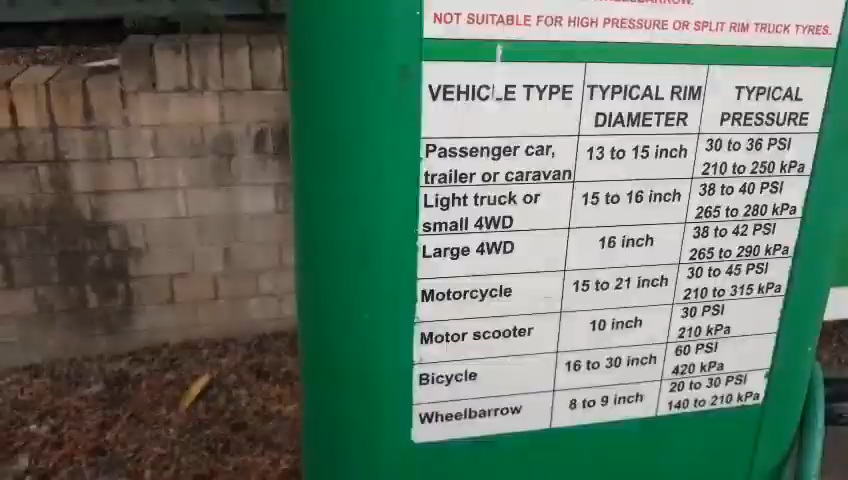 WHEELBARROW.
NOT SUITABLE FOR HIGH PRESSURE OR SPLIT RIM TRUCK TYRES.
VEHICLE TYPE TYPICAL RIM DIAMETER TYPICAL PRESSURE
Passenger car, trailer or caravan 13 to 15 inch 30 to 36 PSI 210 to 250 kPa
Light truck or small 4WD 15 to 16 inch 38 to 40 PSI 265 to 280 kPa
Large 4WD 16 inch 38 to 42 PSI 265 to 290 kPa
Motorcycle 15 to 21 inch 30 to 45 PSI 210 to 315 kPa
Motor scooter 10 inch 30 PSI 210 kPa
Bicycle 16 to 30 inch 60 PSI 420 kPa
Wheelbarrow 8 to 9 inch 20 to 30 PSI 140 to 210 kPa